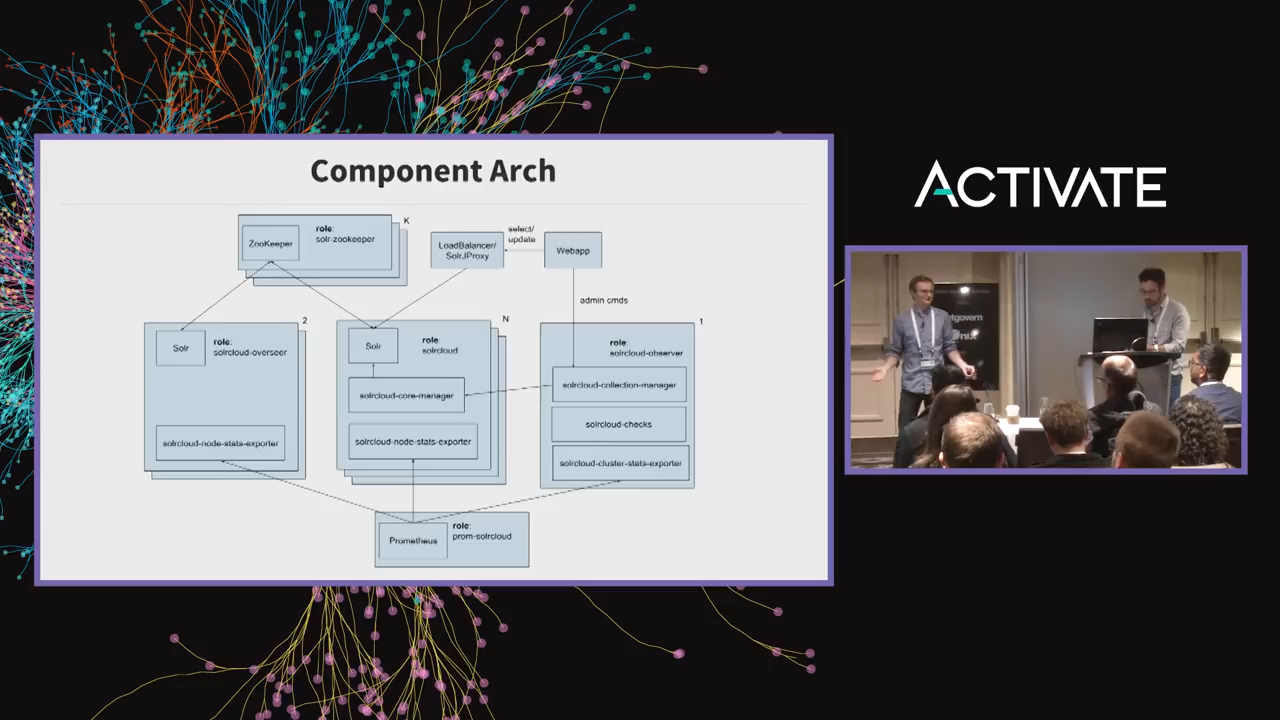 Component Arch
ZooKeeper
role:
solr-zookeeper
K
LoadBalancer/
SolrJProxy
select/
update
Webapp
admin cmds
Solr
role:
solrcloud-overseer
2
solrcloud-node-stats-exporter
Solr
role:
solrcloud
N
solrcloud-core-manager
solrcloud-node-stats-exporter
role:
solrcloud-observer
1
solrcloud-collection-manager
solrcloud-checks
solrcloud-cluster-stats-exporter
Prometheus
role:
prom-solrcloud
ACTIVATE